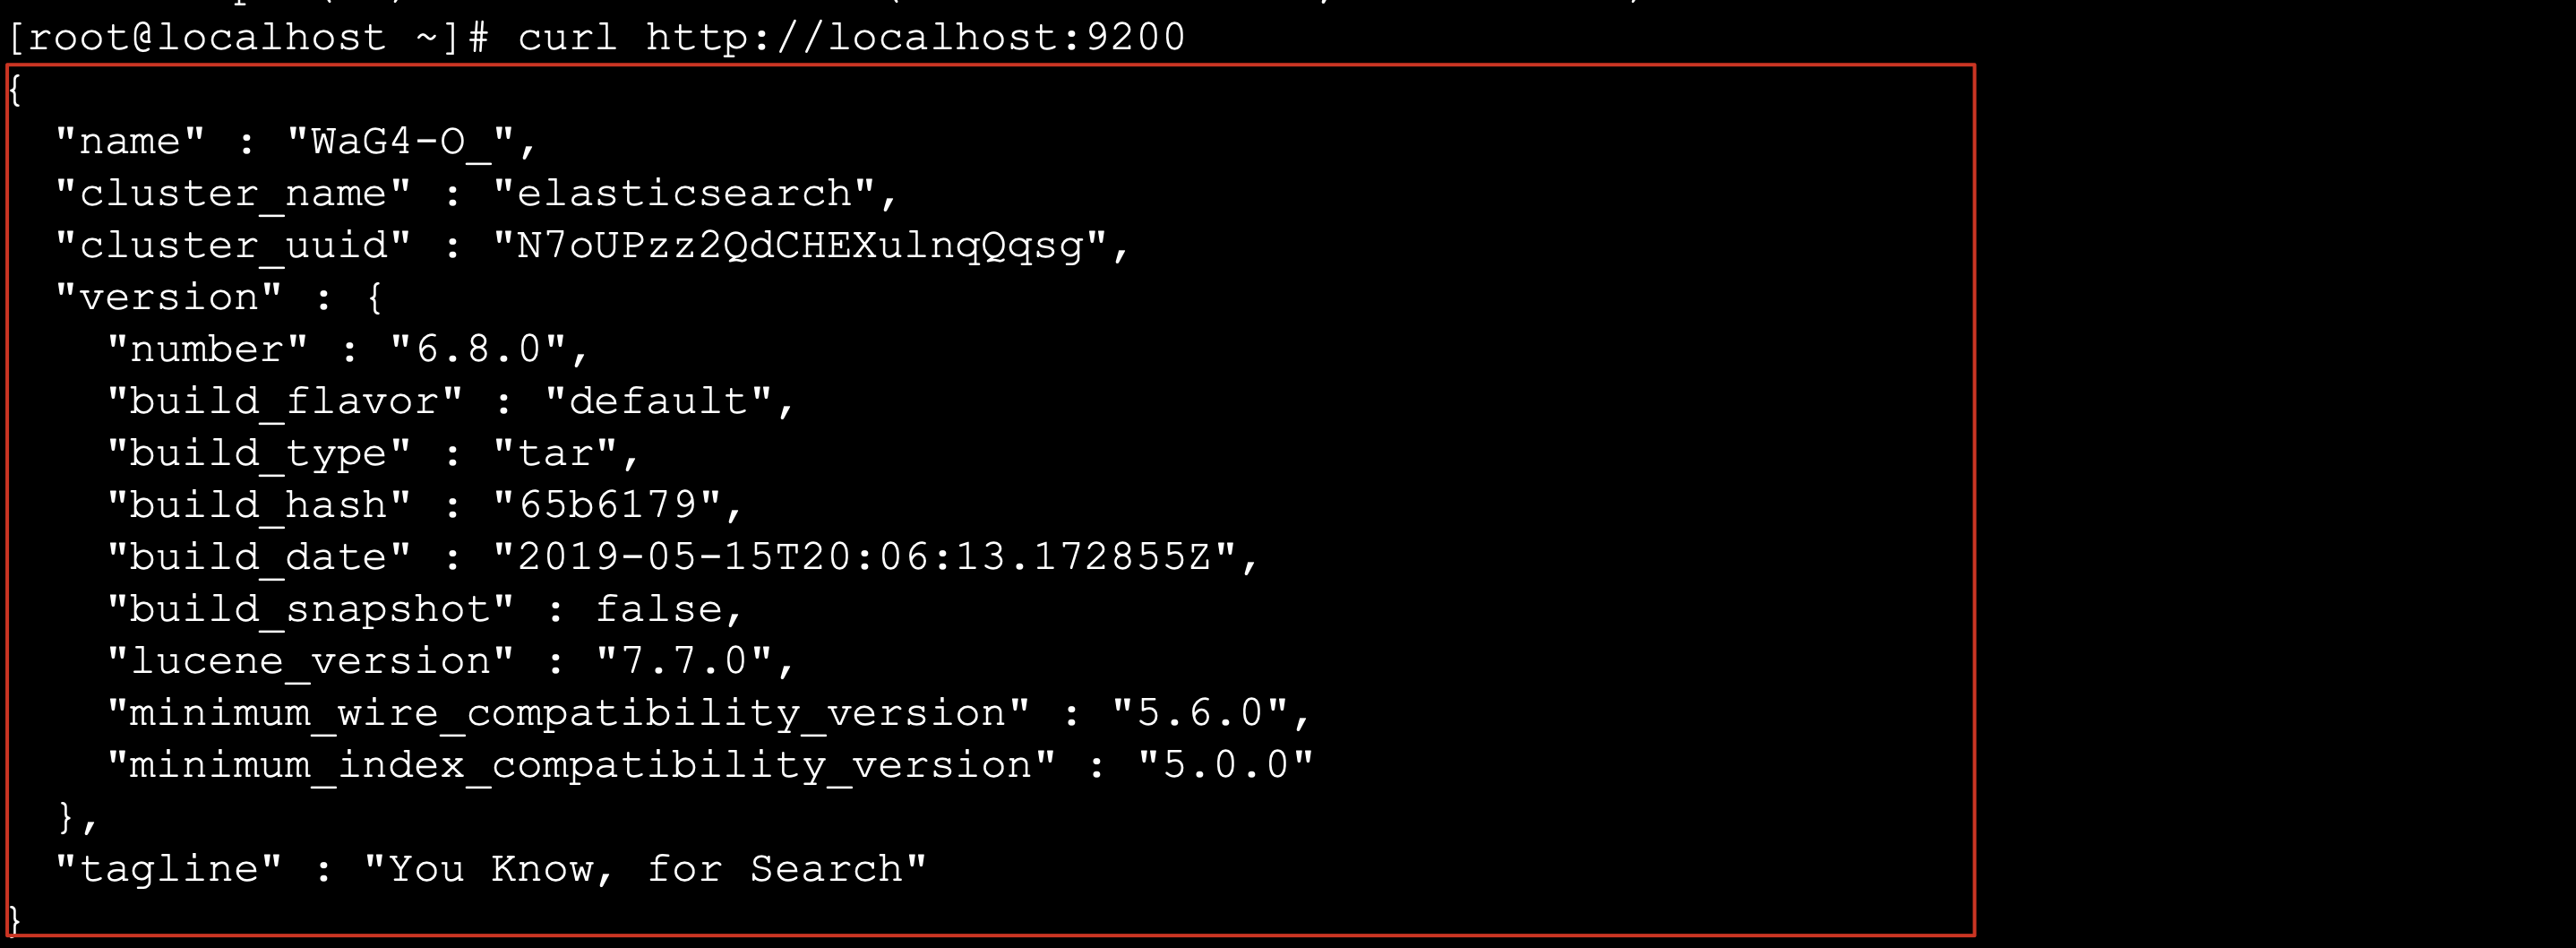 [root@localhost ~]# curl http://localhost:9200
{
  "name" : "WaG4-O_",
  "cluster_name" : "elasticsearch",
  "cluster_uuid" : "N7oUPzz2QdCHEXulnqQqsg",
  "version" : {
    "number" : "6.8.0",
    "build_flavor" : "default",
    "build_type" : "tar",
    "build_hash" : "65b6179",
    "build_date" : "2019-05-15T20:06:13.172855Z",
    "build_snapshot" : false,
    "lucene_version" : "7.7.0",
    "minimum_wire_compatibility_version" : "5.6.0",
    "minimum_index_compatibility_version" : "5.0.0"
  },
  "tagline" : "You Know, for Search"
}